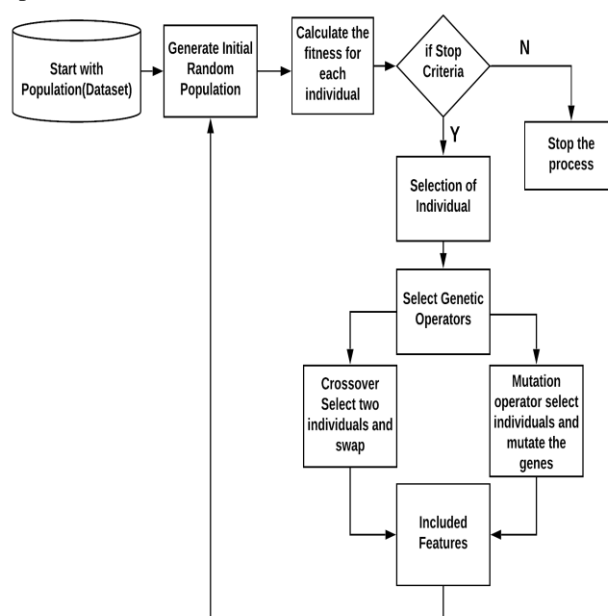 Start with
Population(Dataset)
Generate Initial
Random
Population
Calculate the
fitness for
each
individual
if Stop
Criteria
N
Y
Stop the
process
Selection of
Individual
Select Genetic
Operators
Crossover
Select two
individuals and
swap
Mutation
operator select
individuals and
mutate the
genes
Included
Features